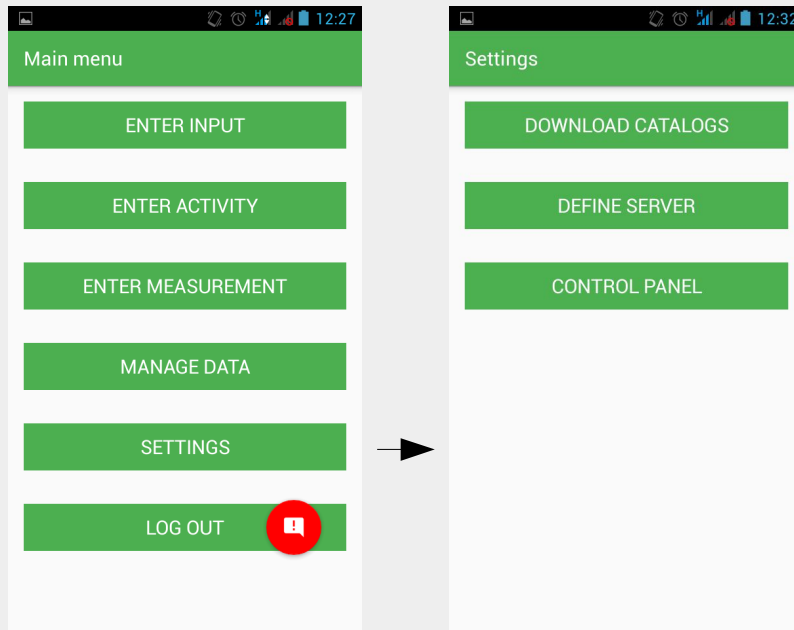 H 12:27
Main menu
ENTER INPUT
ENTER ACTIVITY
ENTER MEASUREMENT
MANAGE DATA
SETTINGS
LOG OUT
H 12:32
Settings
DOWNLOAD CATALOGS
DEFINE SERVER
CONTROL PANEL